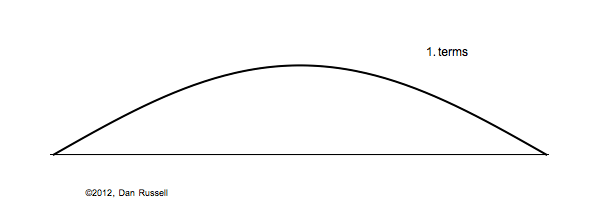 1. terms
©2012, Dan Russell